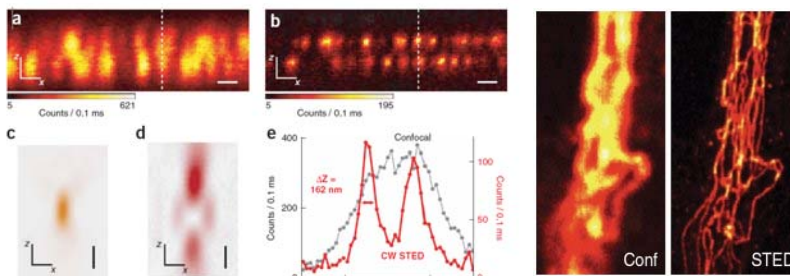 a
z
x
5
621
Counts / 0.1 ms
b
z
x
5
195
Counts / 0.1 ms
c
z
x
d
z
x
e
400
200
0
Counts / 0.1 ms
Confocal
ΔZ =
162 nm
CW STED
100
50
0
Counts / 0.1 ms
Conf
STED